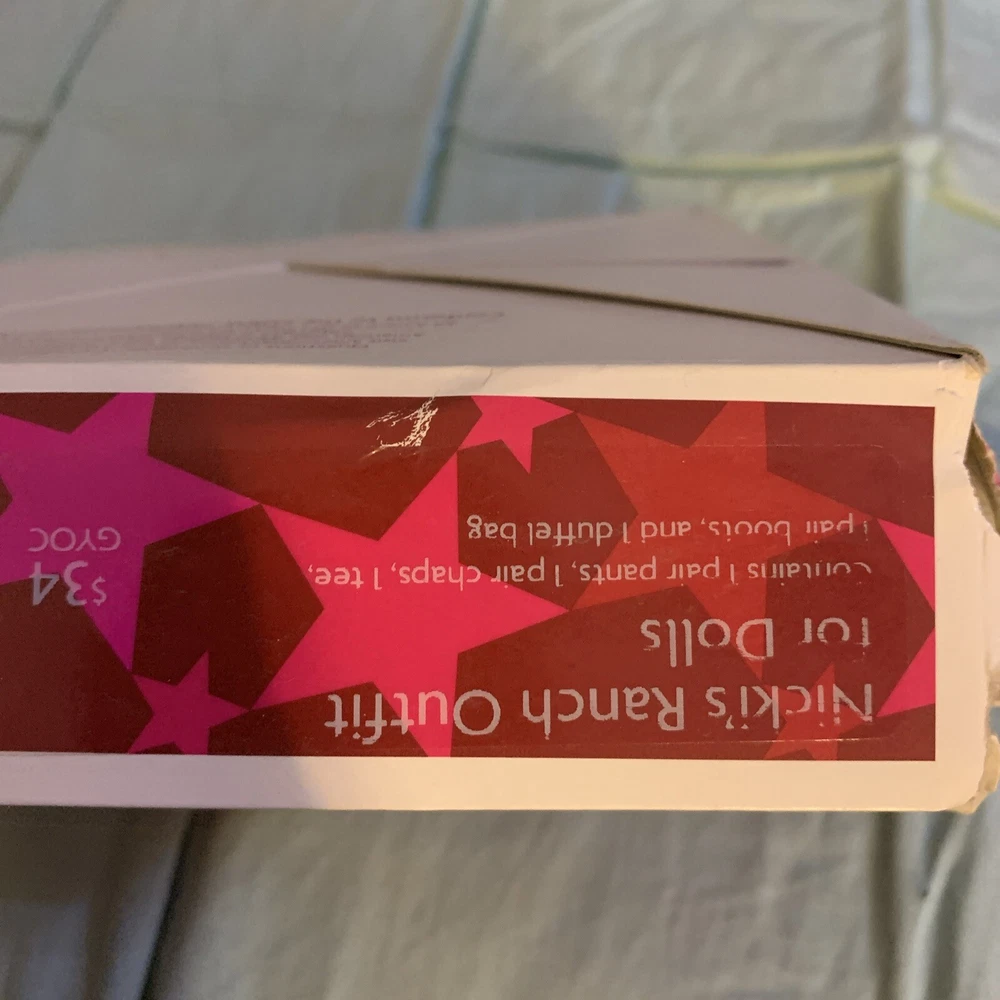 Nicki's Ranch Outfit
for Dolls
Contains 1 pair pants, 1 pair chaps, 1 tee,
1 pair boots, and 1 duffel bag
$34
GYOC